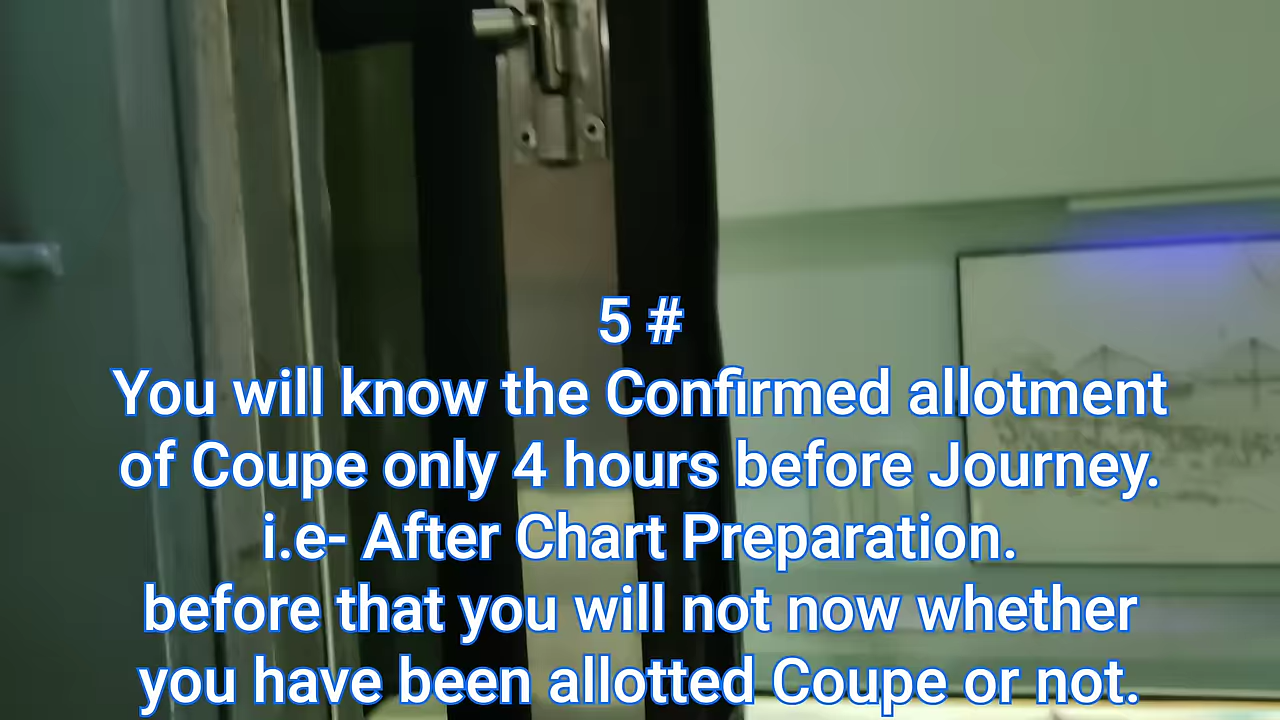 5 #
You will know the Confirmed allotment
of Coupe only 4 hours before Journey.
i.e- After Chart Preparation.
before that you will not now whether
you have been allotted Coupe or not.